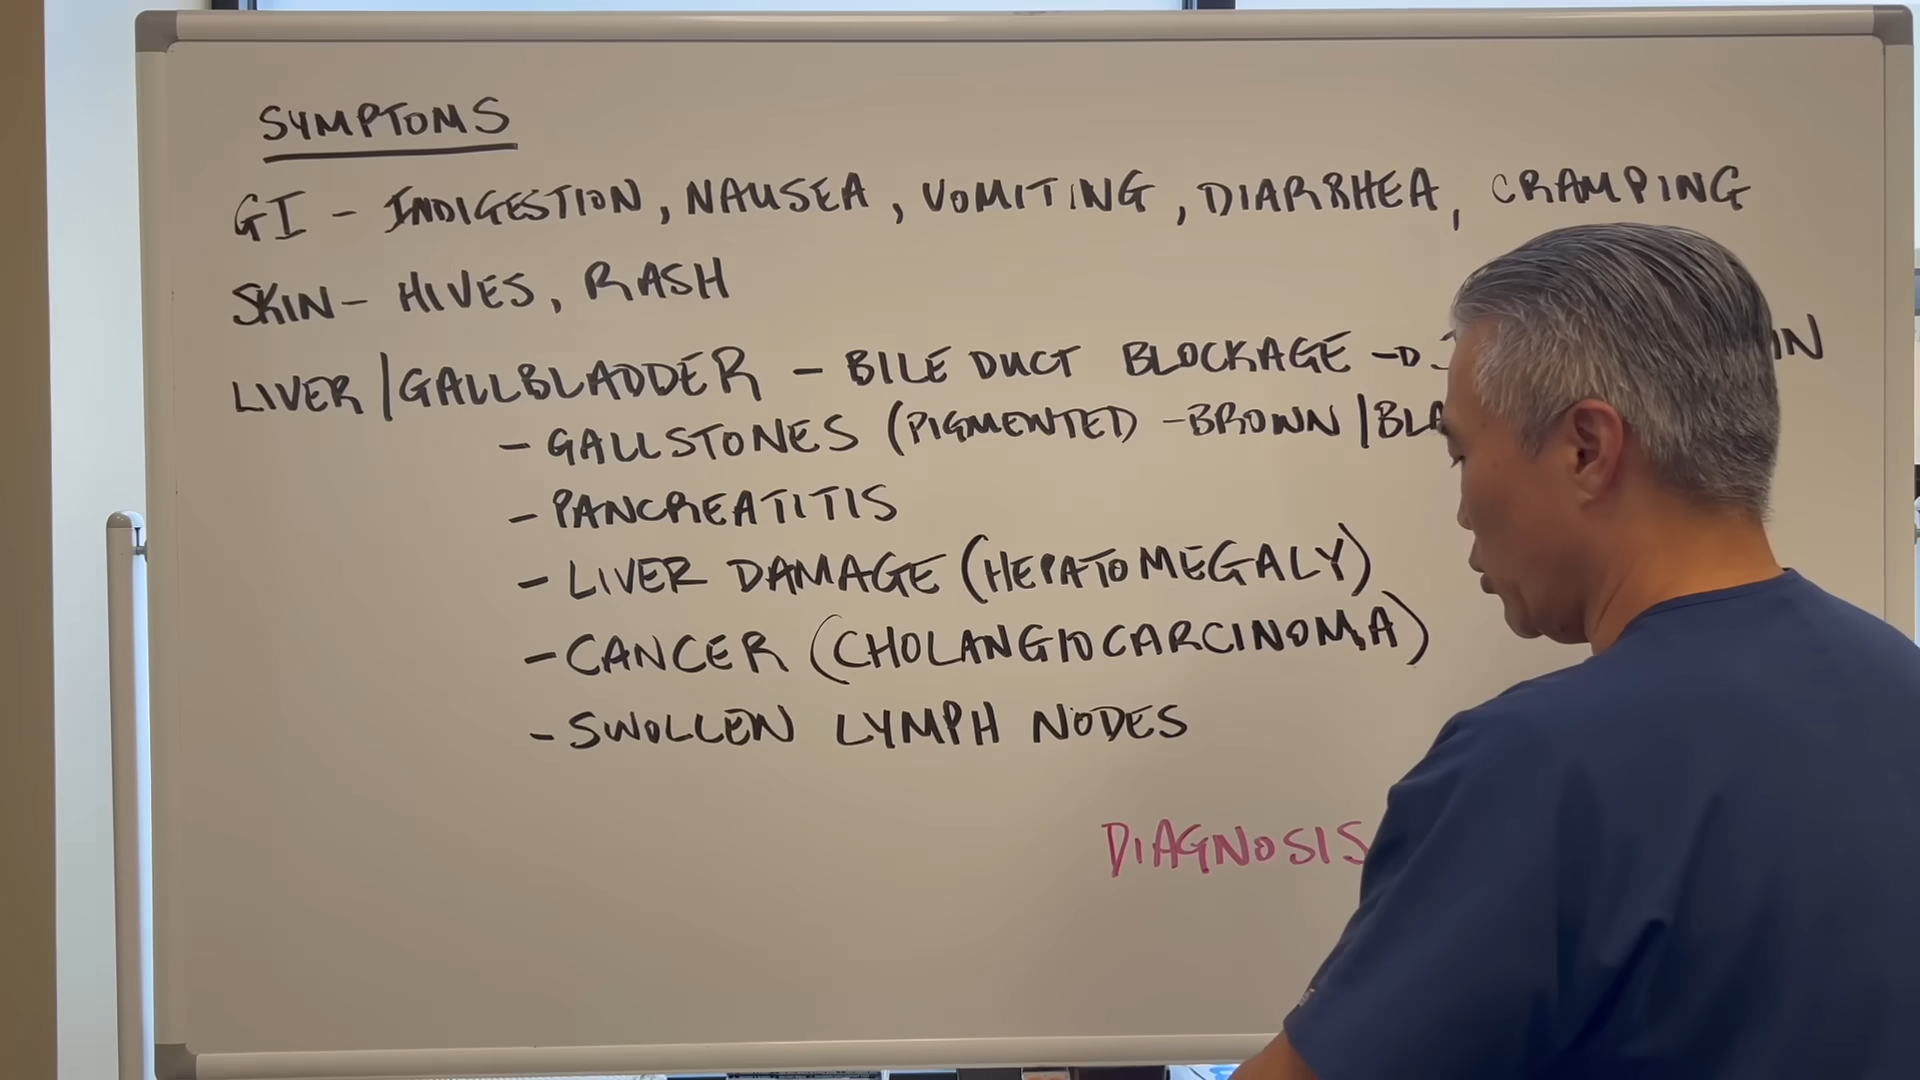 SYMPTOMS
GI - INDIGESTION, NAUSEA, VOMITING, DIARRHEA, CRAMPING
SKIN - HIVES, RASH
LIVER/GALLBLADDER - BILE DUCT BLOCKAGE
- GALLSTONES (PIGMENTED - BROWN/
- PANCREATITIS
- LIVER DAMAGE (HEPATOMEGALY)
- CANCER (CHOLANGIOCARCINOMA)
- SWOLLEN LYMPH NODES
DIAGNOSIS